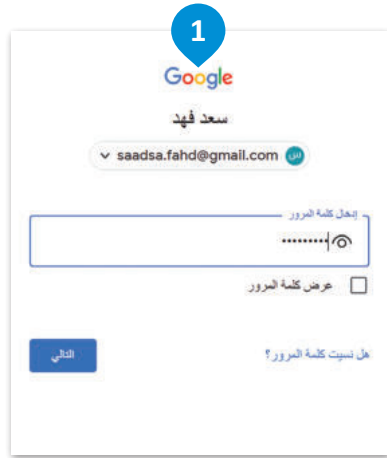 1
Google
سعد فهد
saadsa.fahd@gmail.com س
إدخال كلمة المرور
•••••••••
عرض كلمة المرور
هل نسيت كلمة المرور؟
التالي